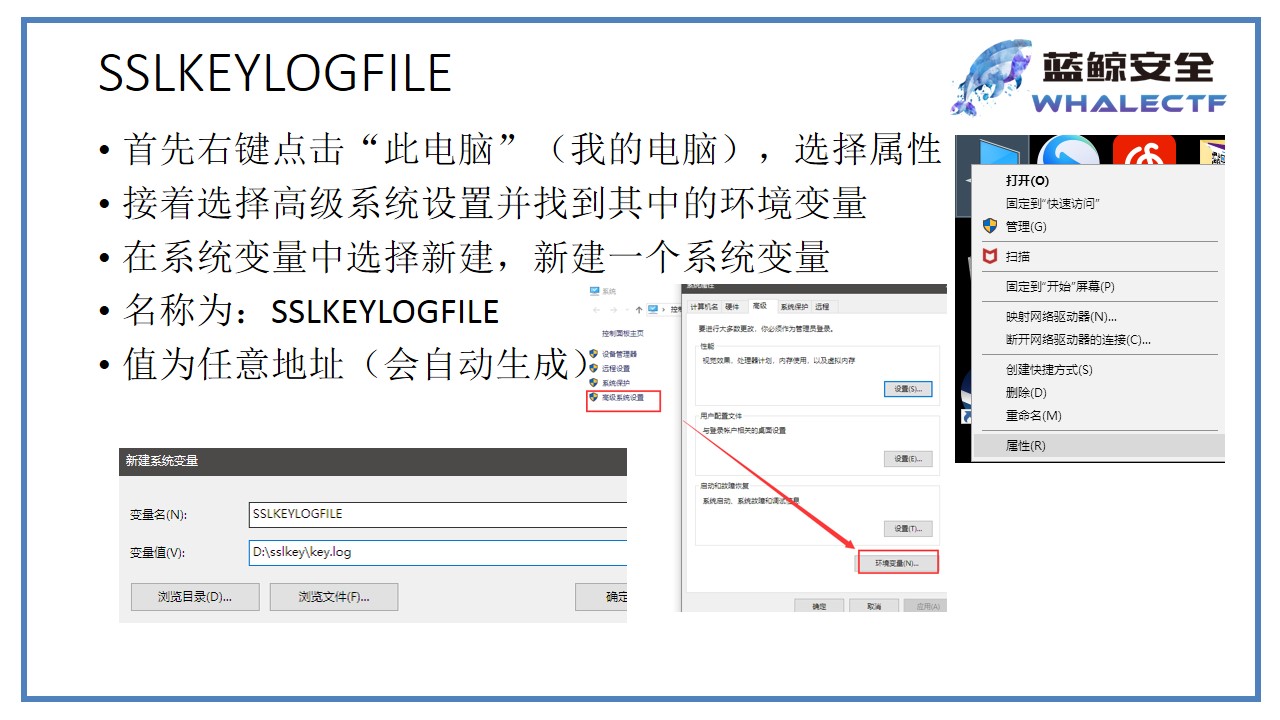 SSLKEYLOGFILE
蓝鲸安全
WHALECTF
• 首先右键点击“此电脑”（我的电脑），选择属性
• 接着选择高级系统设置并找到其中的环境变量
• 在系统变量中选择新建，新建一个系统变量
• 名称为：SSLKEYLOGFILE
• 值为任意地址（会自动生成）
打开(O)
固定到"快速访问"
管理(G)
扫描
固定到"开始"屏幕(P)
映射网络驱动器(N)...
断开网络驱动器的连接(C)...
创建快捷方式(S)
删除(D)
重命名(M)
属性(R)
系统
控制面板主页
设备管理器
远程设置
系统保护
高级系统设置
系统属性
计算机名 硬件 高级 系统保护 远程
要进行大多数更改，你必须作为管理员登录。
性能
视觉效果，处理器计划，内存使用，以及虚拟内存
设置(S)...
用户配置文件
与登录帐户相关的桌面设置
设置(E)...
启动和故障恢复
系统启动、系统故障和调试信息
设置(T)...
环境变量(N)...
确定 取消 应用(A)
新建系统变量
变量名(N): SSLKEYLOGFILE
变量值(V): D:\sslkey\key.log
浏览目录(D)... 浏览文件(F)... 确定